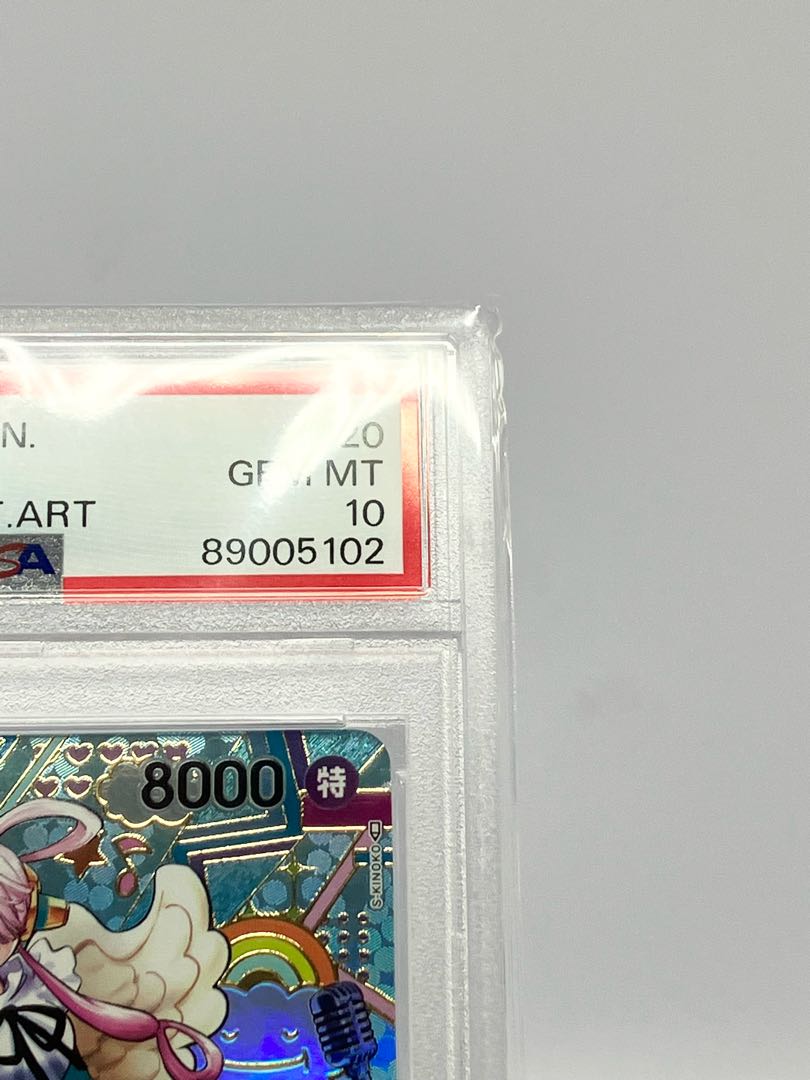 N.
20
GEM MT
T.ART
10
SA
89005102
8000
特
S-KINOKO